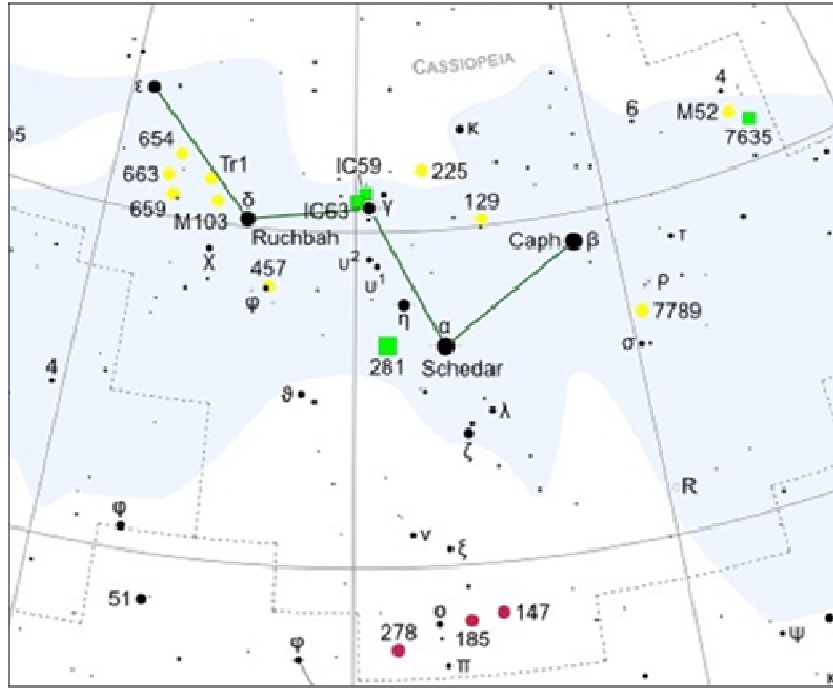 CASSIOPEIA
4
ε
6
M52
05
κ
7635
654
IC59
663
Tr1
225
659
δ
IC63
γ
129
M103
Ruchbah
Caph
β
τ
χ
υ²
457
υ¹
ρ
φ
7789
η
α
σ
281
Schedar
4
ϑ
λ
ζ
R
φ
ν
ξ
51
ο
147
278
185
φ
ψ
π
κ